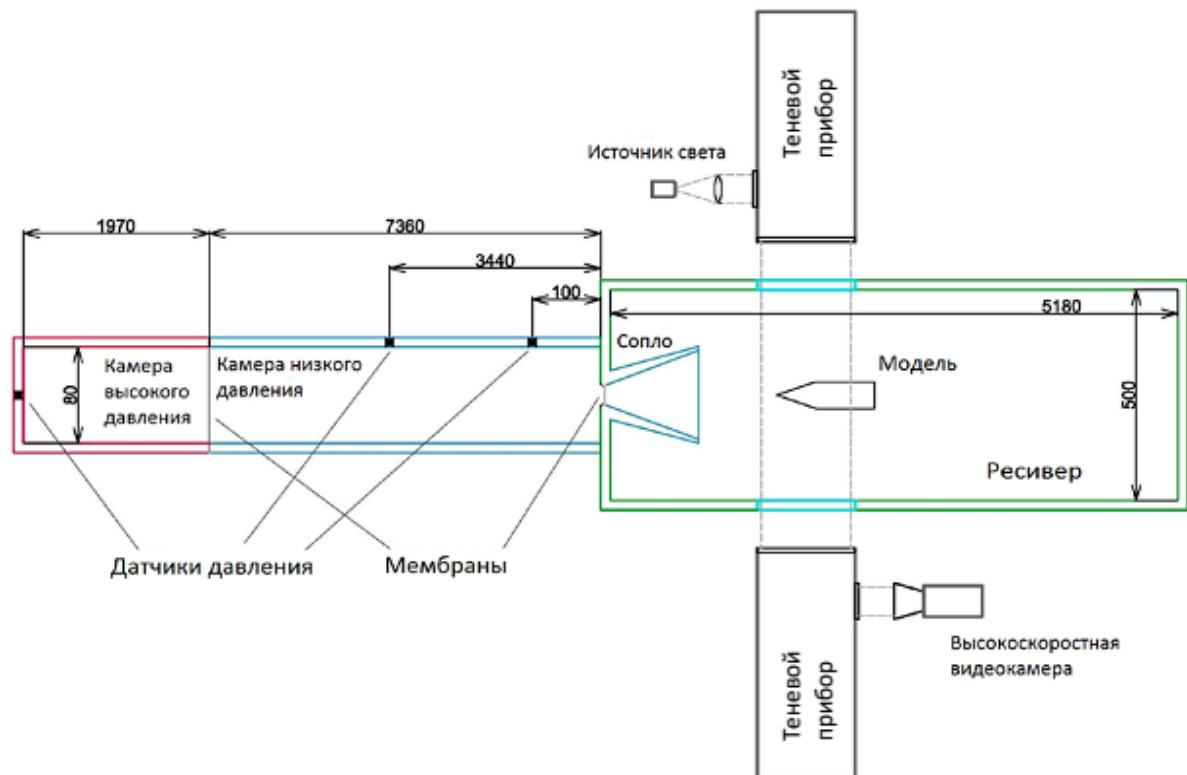 Теневой
прибор
Источник света
1970
7360
3440
100
5180
Сопло
Камера
высокого
давления
Камера низкого
давления
80
Модель
500
Ресивер
Датчики давления
Мембраны
Теневой
прибор
Высокоскоростная
видеокамера